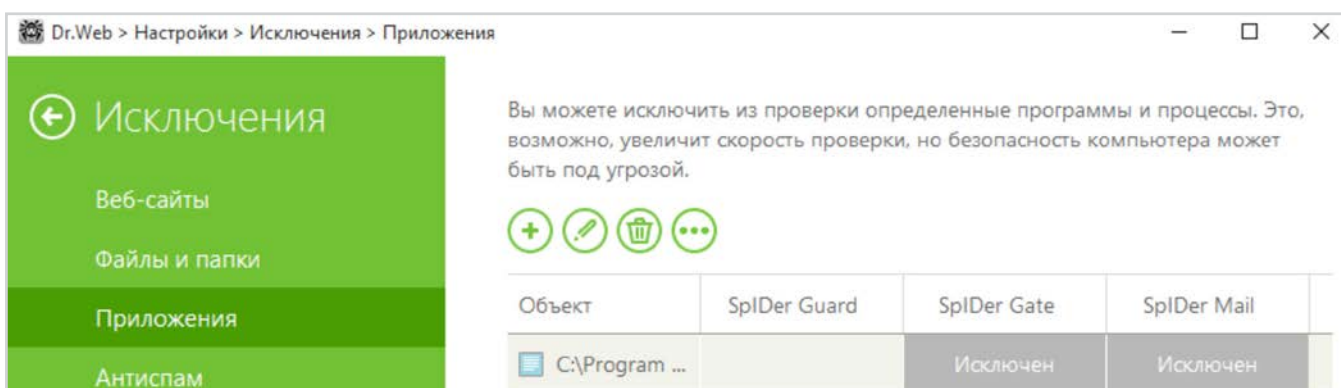 Dr.Web > Настройки > Исключения > Приложения
Исключения
Веб-сайты
Файлы и папки
Приложения
Антиспам
Вы можете исключить из проверки определенные программы и процессы. Это,
возможно, увеличит скорость проверки, но безопасность компьютера может
быть под угрозой.
Объект SpIDer Guard SpIDer Gate SpIDer Mail
C:\Program ... Исключен Исключен